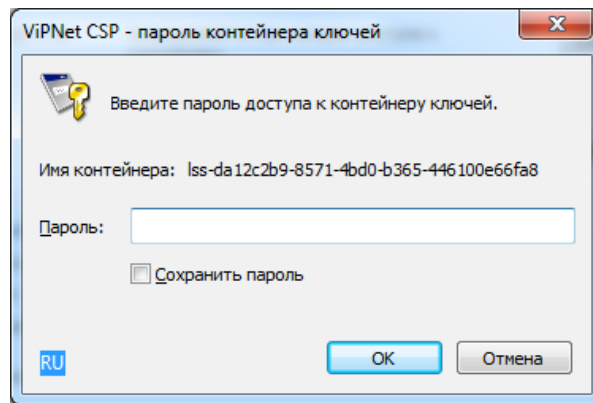 ViPNet CSP - пароль контейнера ключей
Введите пароль доступа к контейнеру ключей.
Имя контейнера: lss-da12c2b9-8571-4bd0-b365-446100e66fa8
Пароль:
Сохранить пароль
RU
OK
Отмена